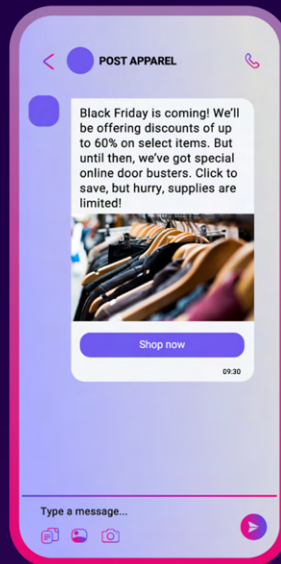 POST APPAREL
Black Friday is coming! We'll
be offering discounts of up
to 60% on select items. But
until then, we've got special
online door busters. Click to
save, but hurry, supplies are
limited!
Shop now
09:30
Type a message...